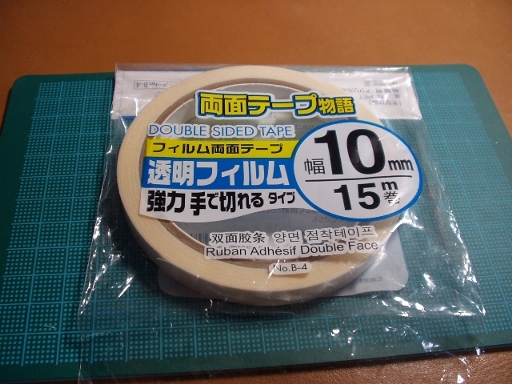 両面テープ物語
DOUBLE SIDED TAPE
フィルム両面テープ
透明フィルム
強力 手で切れる タイプ
幅 10 mm
15 m 巻
双面胶条 양면 점착테이프
Ruban Adhésif Double Face
No.B-4